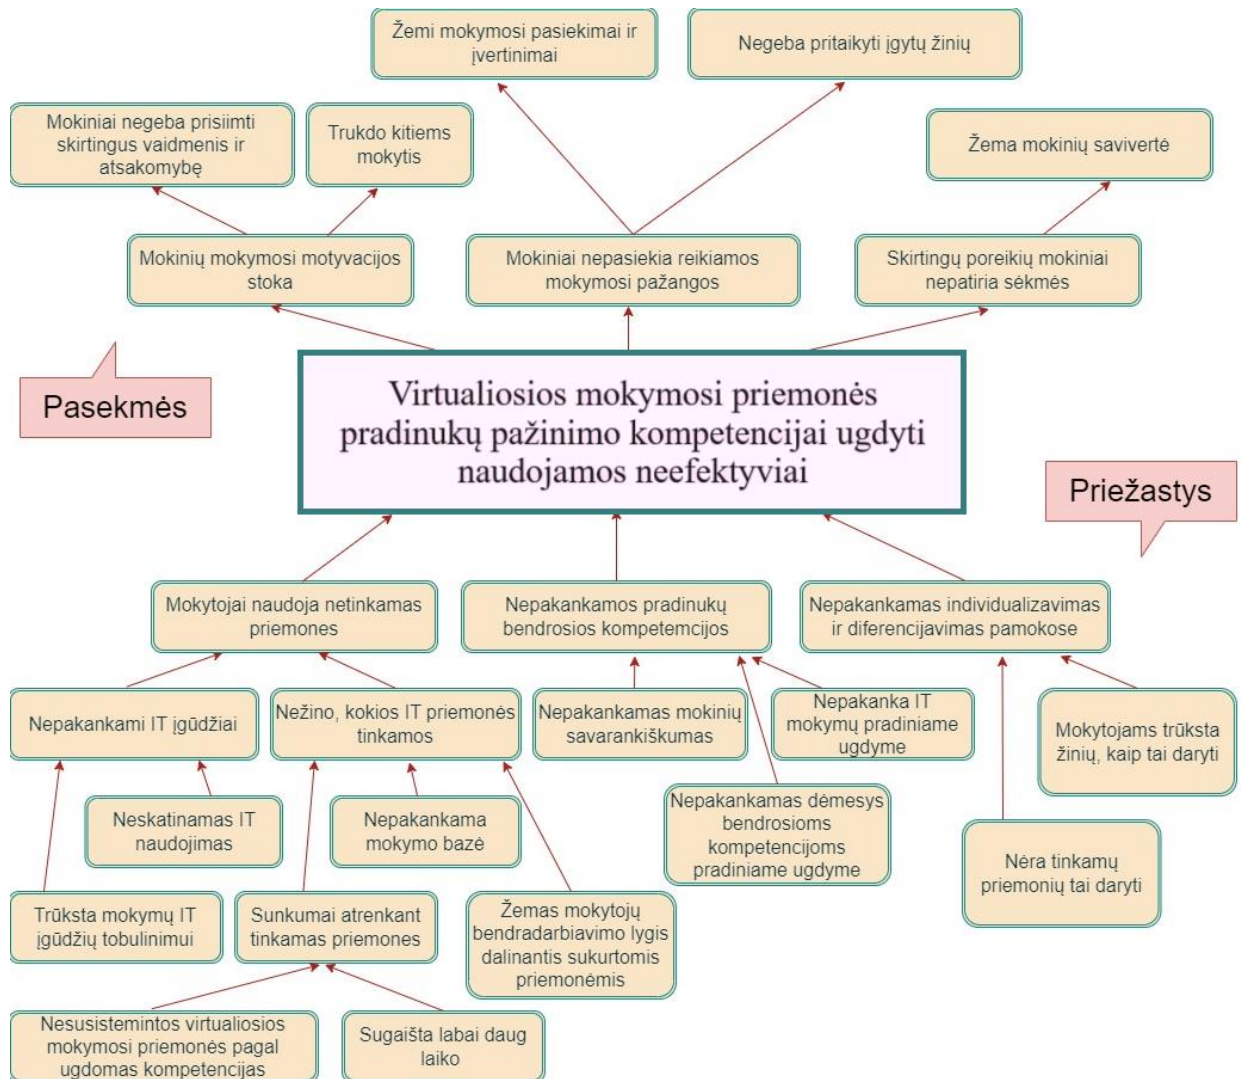 Žemi mokymosi pasiekimai ir
įvertinimai
Negeba pritaikyti įgytų žinių
Mokiniai negeba prisiimti
skirtingus vaidmenis ir
atsakomybę
Trukdo kitiems
mokytis
Žema mokinių savivertė
Mokinių mokymosi motyvacijos
stoka
Mokiniai nepasiekia reikiamos
mokymosi pažangos
Skirtingų poreikių mokiniai
nepatiria sėkmės
Pasekmės
Virtualiosios mokymosi priemonės
pradinukų pažinimo kompetencijai ugdyti
naudojamos neefektyviai
Priežastys
Mokytojai naudoja netinkamas
priemones
Nepakankamos pradinukų
bendrosios kompetemcijos
Nepakankamas individualizavimas
ir diferencijavimas pamokose
Nepakankami IT įgūdžiai
Nežino, kokios IT priemonės
tinkamos
Nepakankamas mokinių
savarankiškumas
Nepakanka IT
mokymų pradiniame
ugdyme
Mokytojams trūksta
žinių, kaip tai daryti
Neskatinamas IT
naudojimas
Nepakankama
mokymo bazė
Nepakankamas dėmesys
bendrosioms
kompetencijoms
pradiniame ugdyme
Nėra tinkamų
priemonių tai daryti
Trūksta mokymų IT
įgūdžių tobulinimui
Sunkumai atrenkant
tinkamas priemones
Žemas mokytojų
bendradarbiavimo lygis
dalinantis sukurtomis
priemonėmis
Nesusistemintos virtualiosios
mokymosi priemonės pagal
ugdomas kompetencijas
Sugaišta labai daug
laiko